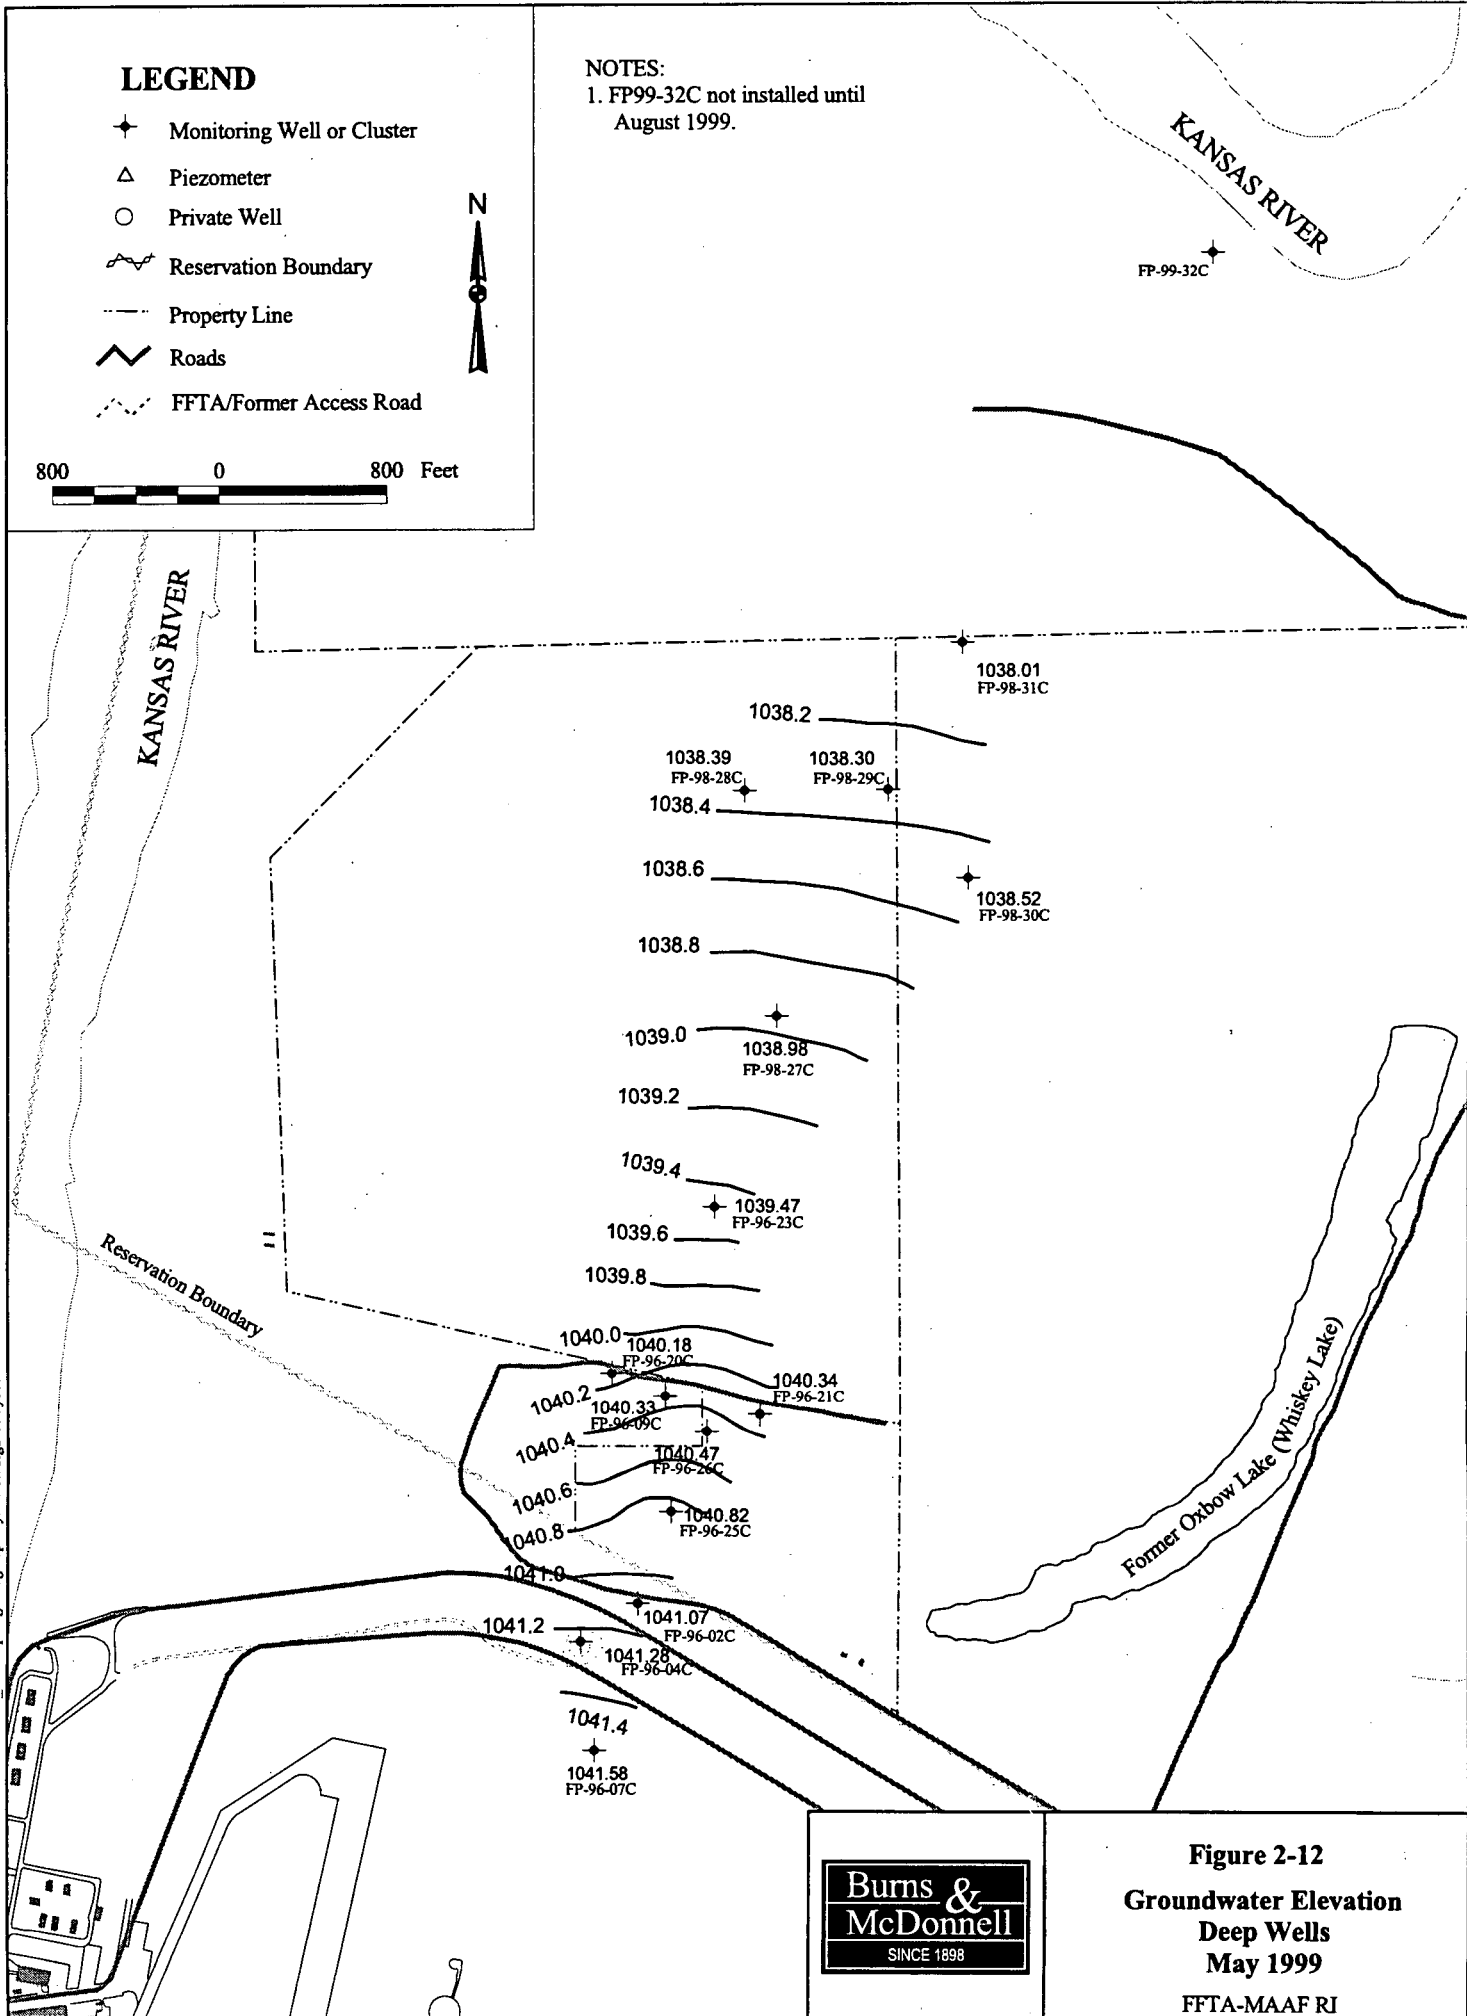 LEGEND
Monitoring Well or Cluster
Piezometer
Private Well
Reservation Boundary
Property Line
Roads
FFTA/Former Access Road
N
800 0 800 Feet
NOTES:
1. FP99-32C not installed until
August 1999.
KANSAS RIVER
FP-99-32C
KANSAS RIVER
1038.01
FP-98-31C
1038.2
1038.39
FP-98-28C
1038.30
FP-98-29C
1038.4
1038.6
1038.52
FP-98-30C
1038.8
1039.0
1038.98
FP-98-27C
1039.2
1039.4
1039.47
FP-96-23C
1039.6
1039.8
Reservation Boundary
1040.0
1040.18
FP-96-20C
1040.34
FP-96-21C
1040.2
1040.33
FP-96-09C
1040.4
1040.47
FP-96-26C
1040.6
1040.82
FP-96-25C
1040.8
1041.0
1041.07
FP-96-02C
1041.2
1041.28
FP-96-04C
1041.4
1041.58
FP-96-07C
Former Oxbow Lake (Whiskey Lake)
Burns &
McDonnell
SINCE 1898
Figure 2-12
Groundwater Elevation
Deep Wells
May 1999
FFTA-MAAF RI